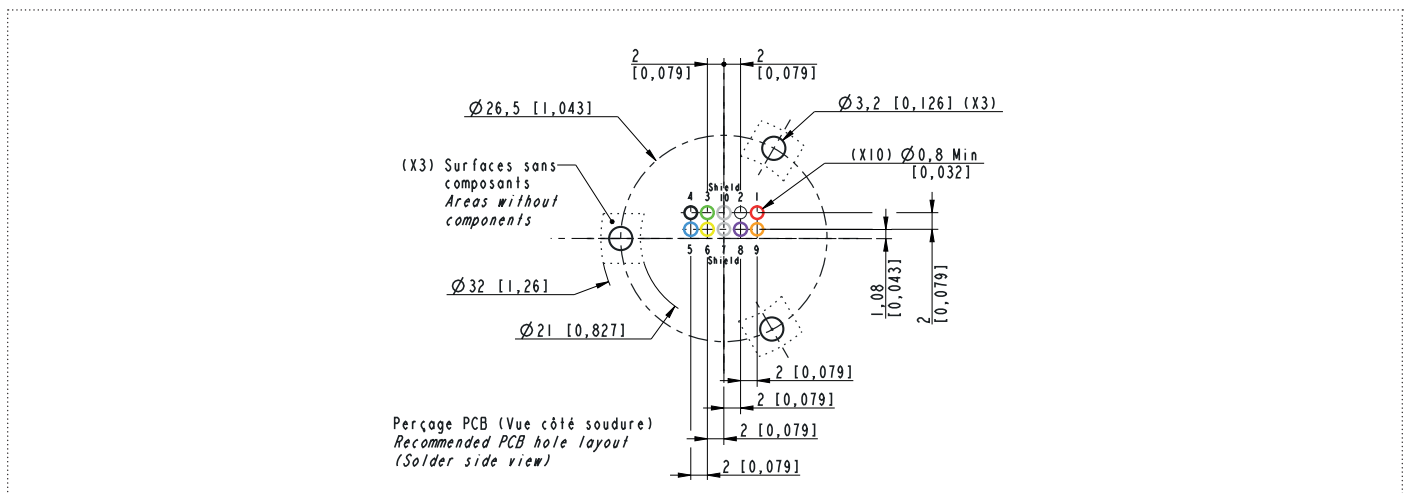 2
[0,079]
2
[0,079]
Ø26,5 [1,043]
Ø3,2 [0,126] (X3)
(X3) Surfaces sans
composants
Areas without
components
(X10) Ø0,8 Min
[0,032]
Shield
4 3 10 2 1
5 6 7 8 9
Shield
Ø32 [1,26]
Ø21 [0,827]
1,08
[0,043]
2
[0,079]
2 [0,079]
2 [0,079]
2 [0,079]
2 [0,079]
Perçage PCB (Vue côté soudure)
Recommended PCB hole layout
(Solder side view)